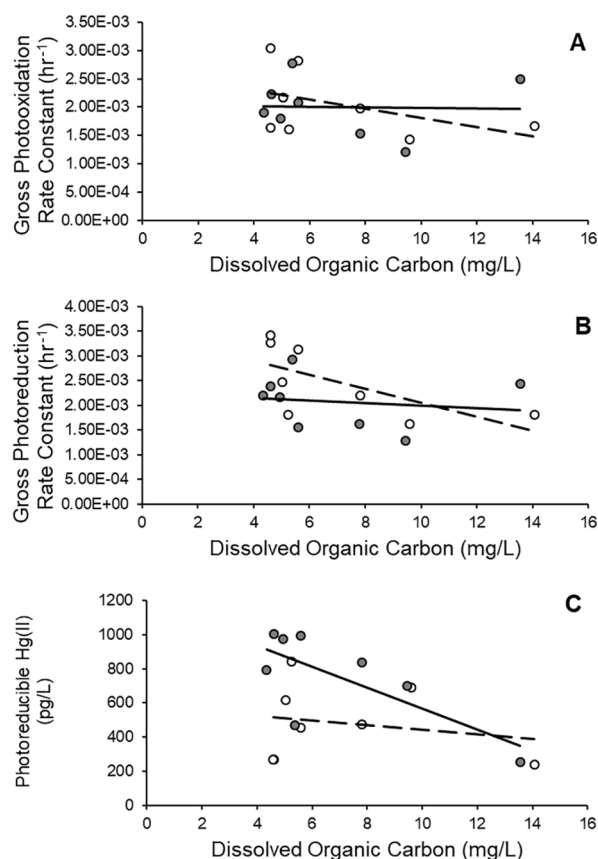 A
Gross Photooxidation
Rate Constant (hr⁻¹)
3.50E-03
3.00E-03
2.50E-03
2.00E-03
1.50E-03
1.00E-03
5.00E-04
0.00E+00
0 2 4 6 8 10 12 14 16
Dissolved Organic Carbon (mg/L)
B
Gross Photoreduction
Rate Constant (hr⁻¹)
4.00E-03
3.50E-03
3.00E-03
2.50E-03
2.00E-03
1.50E-03
1.00E-03
5.00E-04
0.00E+00
0 2 4 6 8 10 12 14 16
Dissolved Organic Carbon (mg/L)
C
Photoreducible Hg(II)
(pg/L)
1200
1000
800
600
400
200
0
0 2 4 6 8 10 12 14 16
Dissolved Organic Carbon (mg/L)